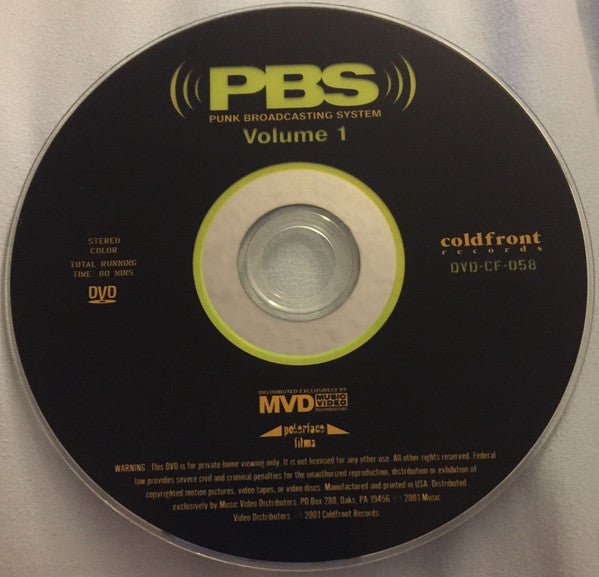 PBS
PUNK BROADCASTING SYSTEM
Volume 1
STEREO
COLOR
TOTAL RUNNING
TIME: 80 MINS
DVD
coldfront
records
DVD-CF-058
DISTRIBUTED EXCLUSIVELY BY
MVD MUSIC VIDEO DISTRIBUTORS
pokerface
films
WARNING: This DVD is for private home viewing only. It is not licensed for any other use. All other rights reserved. Federal
law provides severe civil and criminal penalties for the unauthorized reproduction, distribution or exhibition of
copyrighted motion pictures, video tapes, or video discs. Manufactured and printed in USA. Distributed
exclusively by Music Video Distributors. PO Box 280, Oaks, PA 19456 © 2001 Music
Video Distributors. © 2001 Coldfront Records